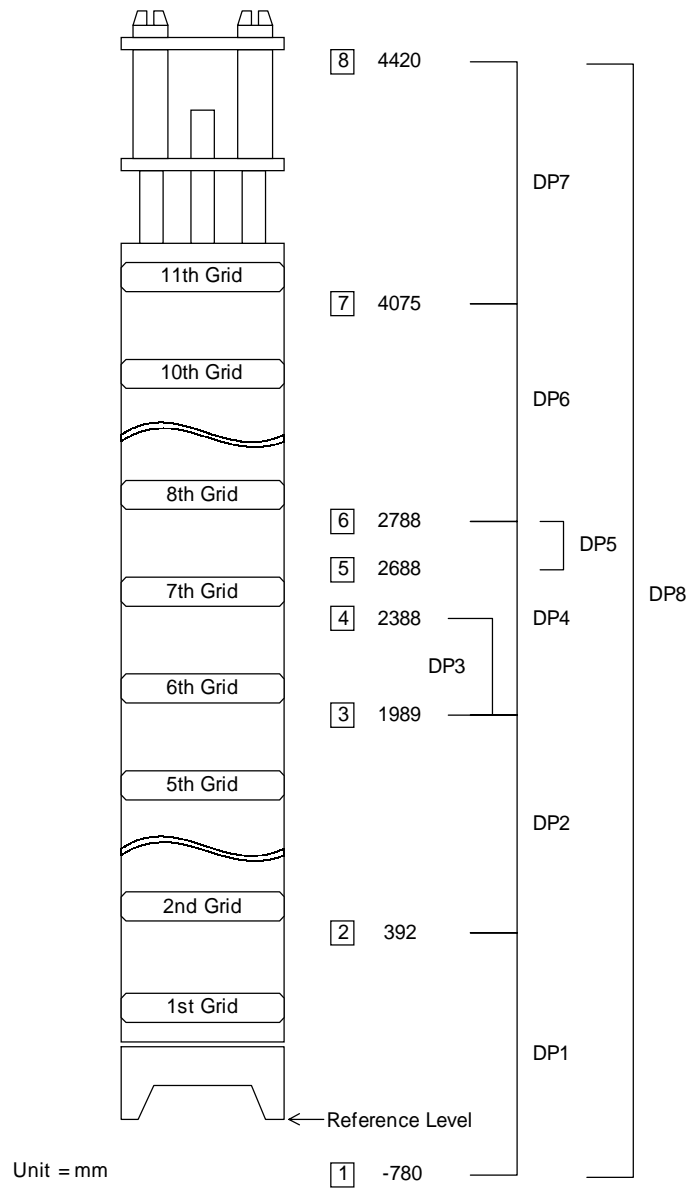 8 4420
DP7
11th Grid
7 4075
10th Grid
DP6
8th Grid
6 2788
DP5
5 2688
7th Grid
DP8
4 2388
DP4
DP3
6th Grid
3 1989
5th Grid
DP2
2nd Grid
2 392
1st Grid
DP1
Reference Level
Unit = mm
1 -780